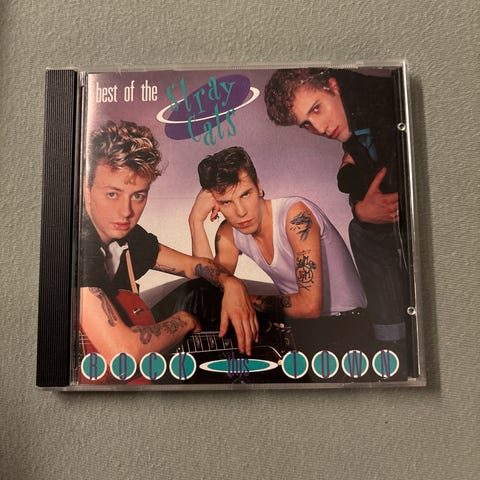 best of the
Stray
Cats
ROCK THIS TOWN